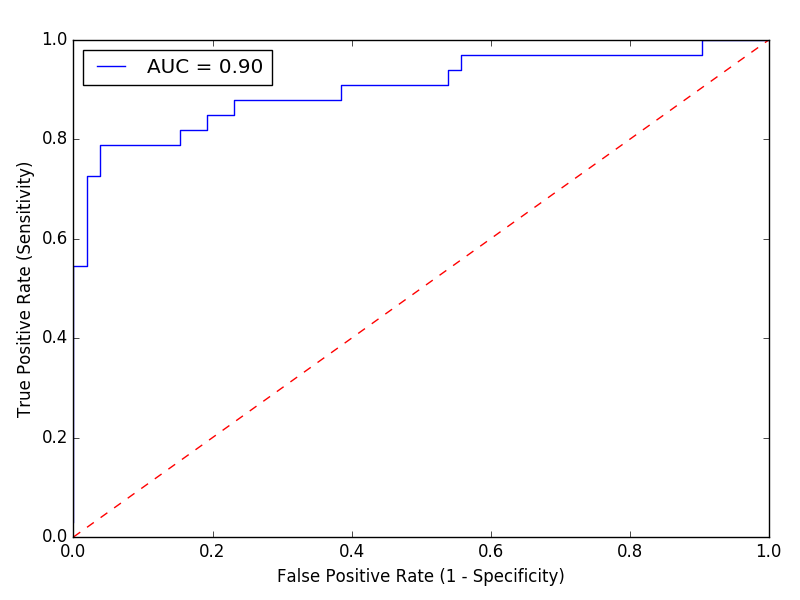 AUC = 0.90
1.0
0.8
0.6
0.4
0.2
0.0
True Positive Rate (Sensitivity)
0.0 0.2 0.4 0.6 0.8 1.0
False Positive Rate (1 - Specificity)